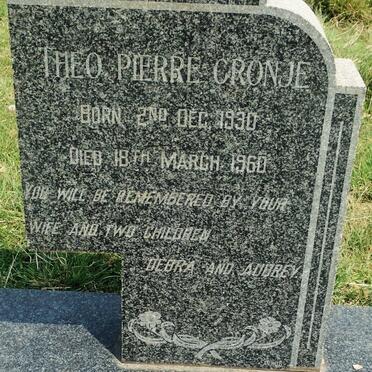 THEO PIERRE CRONJE
BORN 2ND DEC. 1930
DIED 18TH MARCH 1960
YOU WILL BE REMEMBERED BY YOUR
WIFE AND TWO CHILDREN
DEBRA AND AUDREY